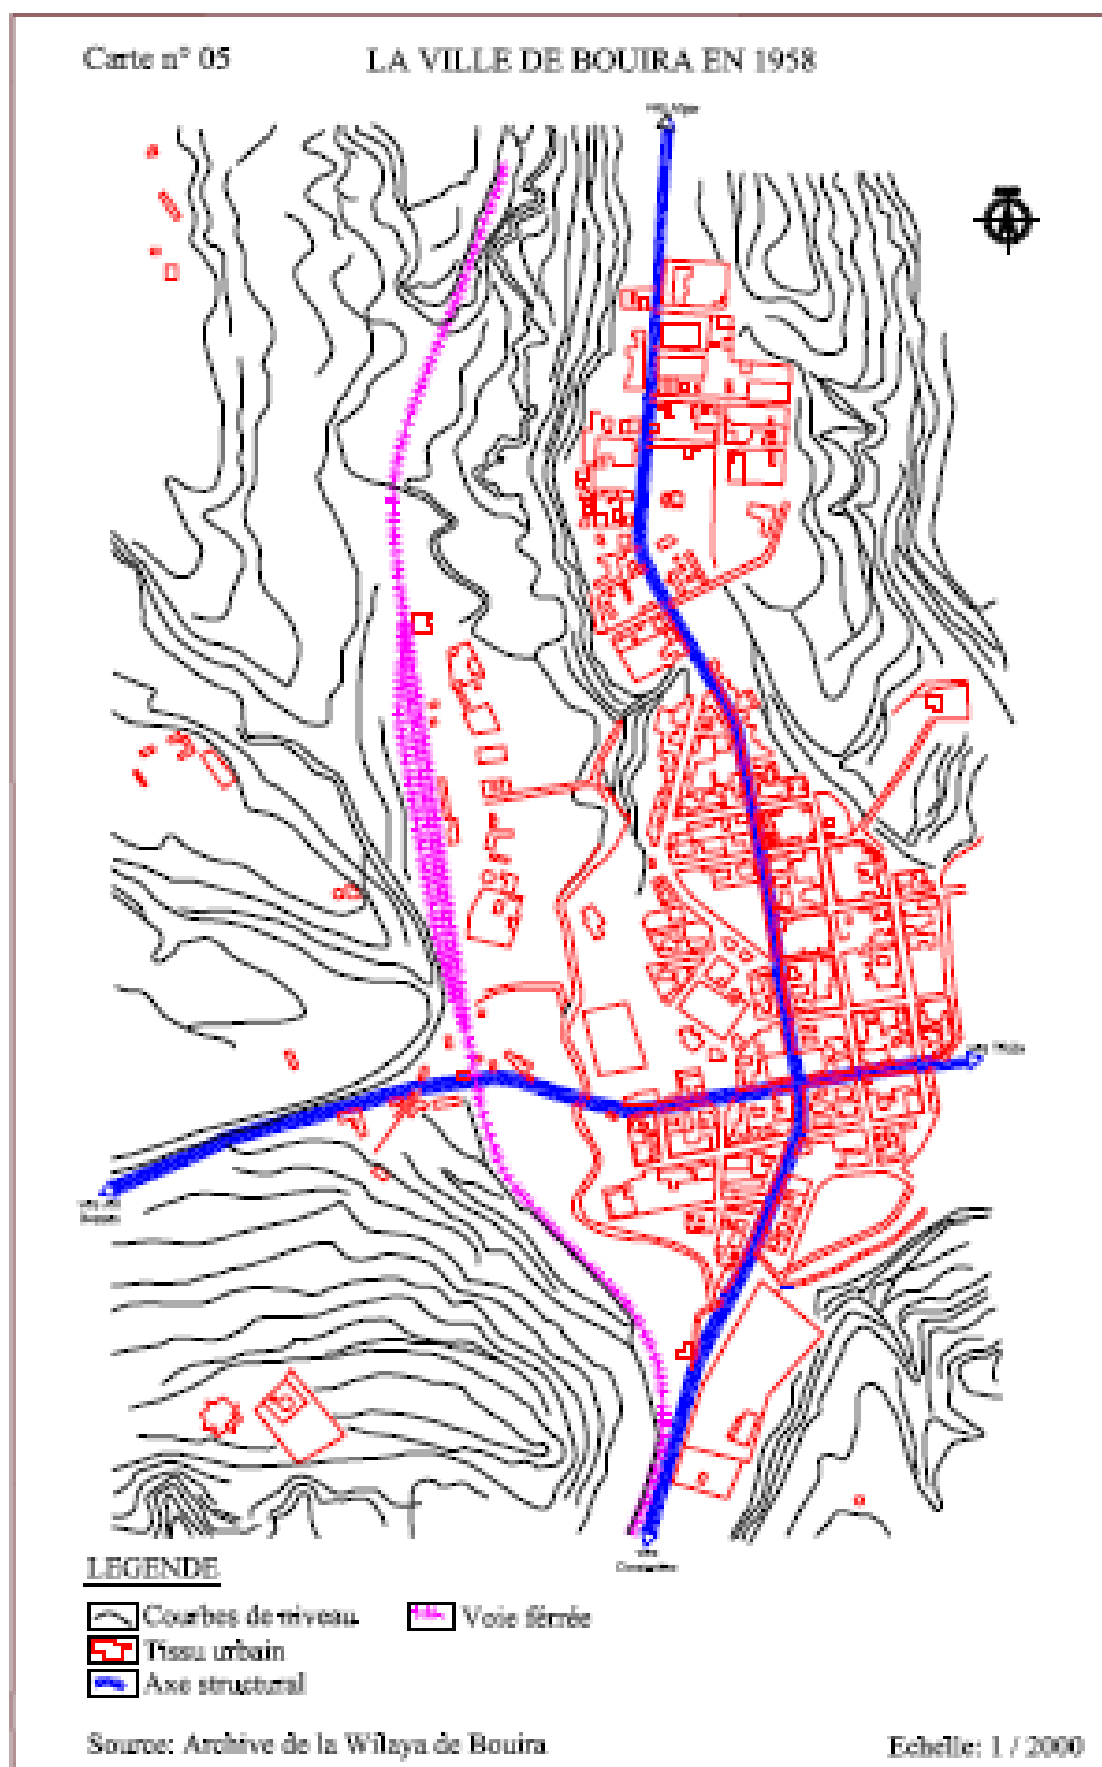 Carte n° 05
LA VILLE DE BOUIRA EN 1958
LEGENDE
Courbes de niveau
Voie férrée
Tissu urbain
Axe structural
Source: Archive de la Wilaya de Bouira
Echelle: 1 / 2000